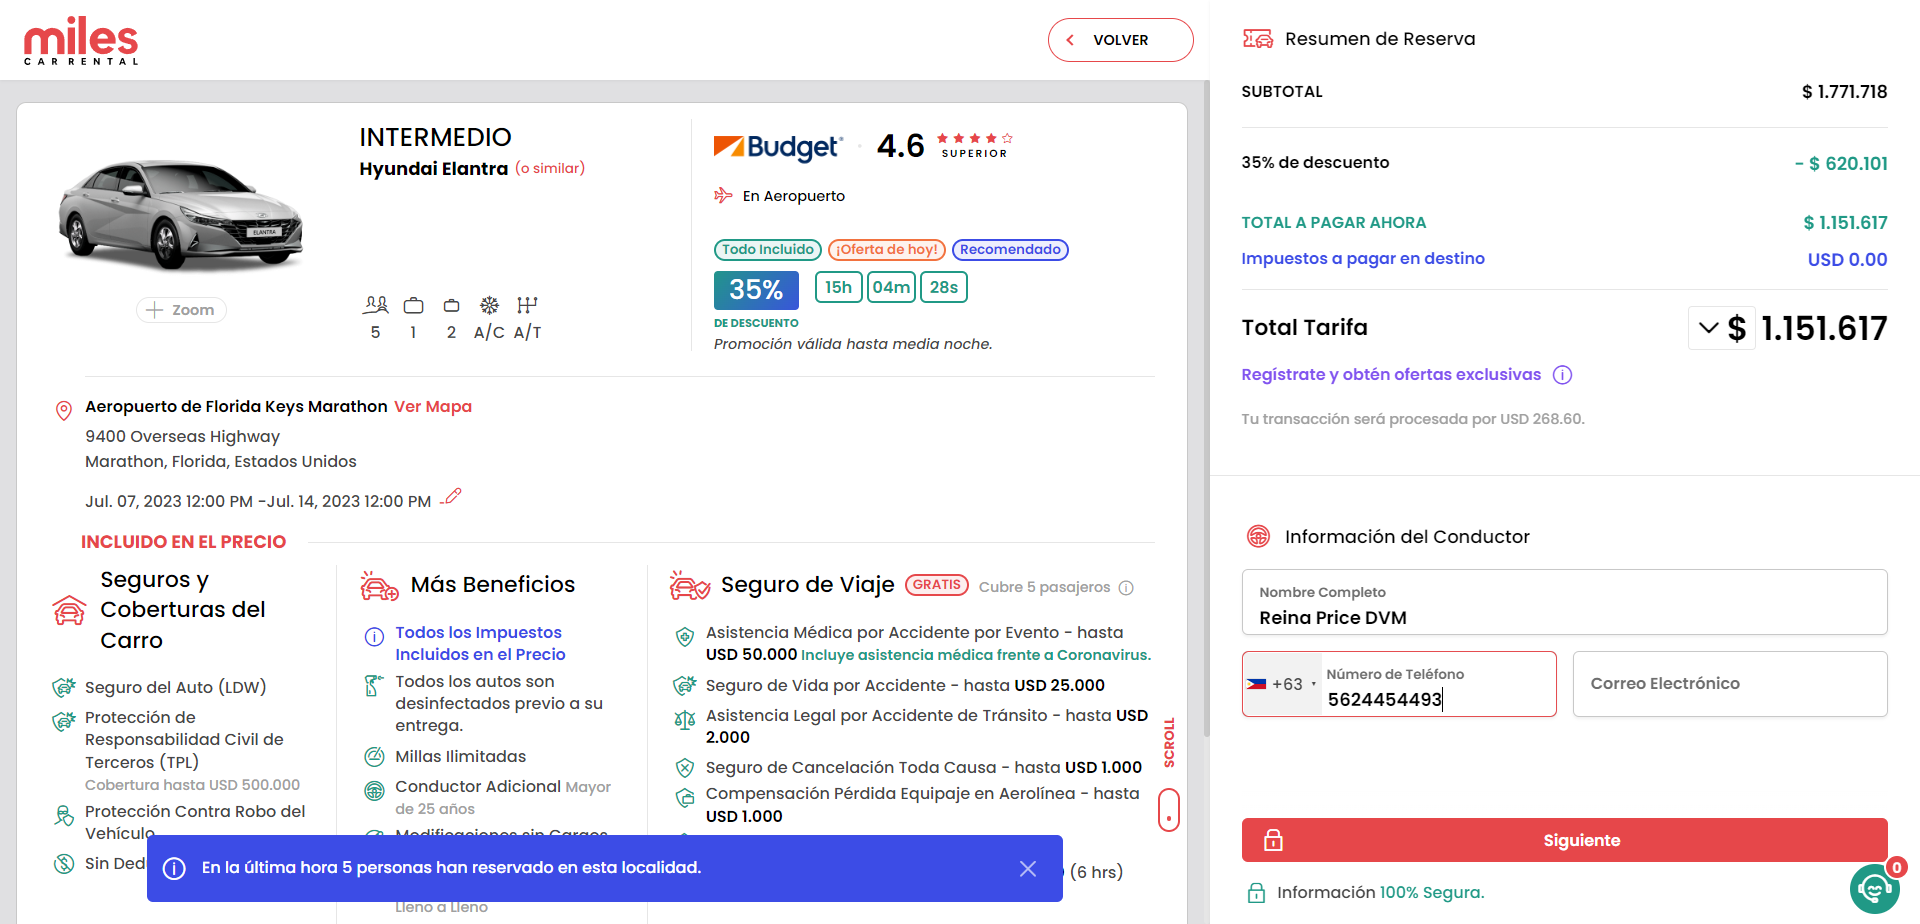 miles
CAR RENTAL
VOLVER
INTERMEDIO
Hyundai Elantra (o similar)
ELANTRA
Zoom
5
1
2
A/C
A/T
Budget
4.6
SUPERIOR
En Aeropuerto
Todo Incluido
¡Oferta de hoy!
Recomendado
35%
15h
04m
28s
DE DESCUENTO
Promoción válida hasta media noche.
Aeropuerto de Florida Keys Marathon Ver Mapa
9400 Overseas Highway
Marathon, Florida, Estados Unidos
Jul. 07, 2023 12:00 PM -Jul. 14, 2023 12:00 PM
INCLUIDO EN EL PRECIO
Seguros y
Coberturas del
Carro
Seguro del Auto (LDW)
Protección de
Responsabilidad Civil de
Terceros (TPL)
Cobertura hasta USD 500.000
Protección Contra Robo del
Vehículo
Sin Ded
Más Beneficios
Todos los Impuestos
Incluidos en el Precio
Todos los autos son
desinfectados previo a su
entrega.
Millas Ilimitadas
Conductor Adicional Mayor
de 25 años
Modificaciones sin Cargos
Lleno a Lleno
Seguro de Viaje GRATIS Cubre 5 pasajeros
Asistencia Médica por Accidente por Evento - hasta
USD 50.000 Incluye asistencia médica frente a Coronavirus.
Seguro de Vida por Accidente - hasta USD 25.000
Asistencia Legal por Accidente de Tránsito - hasta USD
2.000
Seguro de Cancelación Toda Causa - hasta USD 1.000
Compensación Pérdida Equipaje en Aerolínea - hasta
USD 1.000
(6 hrs)
SCROLL
En la última hora 5 personas han reservado en esta localidad.
Resumen de Reserva
SUBTOTAL $ 1.771.718
35% de descuento - $ 620.101
TOTAL A PAGAR AHORA $ 1.151.617
Impuestos a pagar en destino USD 0.00
Total Tarifa $ 1.151.617
Regístrate y obtén ofertas exclusivas
Tu transacción será procesada por USD 268.60.
Información del Conductor
Nombre Completo
Reina Price DVM
+63
Número de Teléfono
5624454493
Correo Electrónico
Siguiente
Información 100% Segura.
0